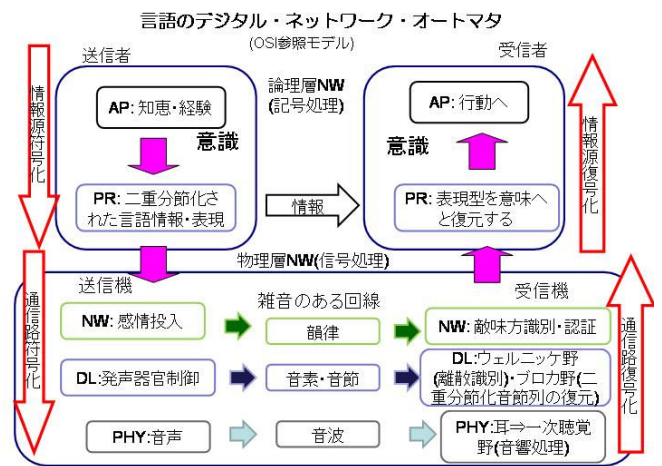 言語のデジタル・ネットワーク・オートマタ
(OSI参照モデル)
送信者
受信者
情報源符号化
AP: 知恵・経験
意識
PR: 二重分節化さ
れた言語情報・表現
論理層NW
(記号処理)
情報
AP: 行動へ
意識
PR: 表現型を意味へ
と復元する
情報源復号化
物理層NW(信号処理)
通信路符号化
送信機
雑音のある回線
受信機
NW: 感情投入
韻律
NW: 敵味方識別・認証
DL: 発声器官制御
音素・音節
DL:ウェルニッケ野
(離散識別)・ブロカ野(二
重分節化音節列の復元)
PHY:音声
音波
PHY:耳⇒一次聴覚
野(音響処理)
通信路復号化